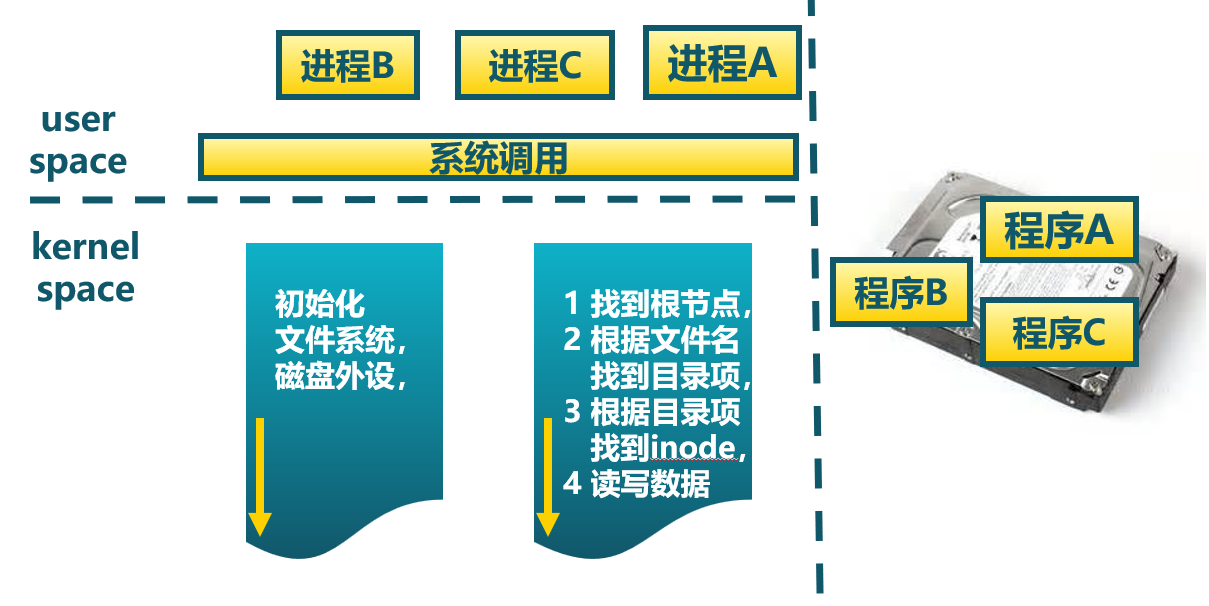 进程B
进程C
进程A
user
space
系统调用
kernel
space
初始化
文件系统，
磁盘外设，
1 找到根节点，
2 根据文件名
找到目录项，
3 根据目录项
找到inode，
4 读写数据
程序A
程序B
程序C